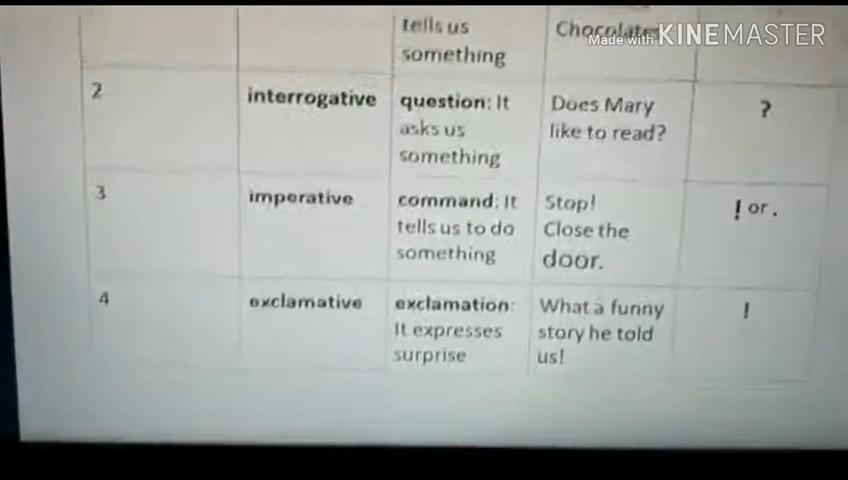 tells us
something
Chocolate
Made with KINEMASTER
2
interrogative
question: It
asks us
something
Does Mary
like to read?
?
3
imperative
command: It
tells us to do
something
Stop!
Close the
door.
! or .
4
exclamative
exclamation:
It expresses
surprise
What a funny
story he told
us!
!